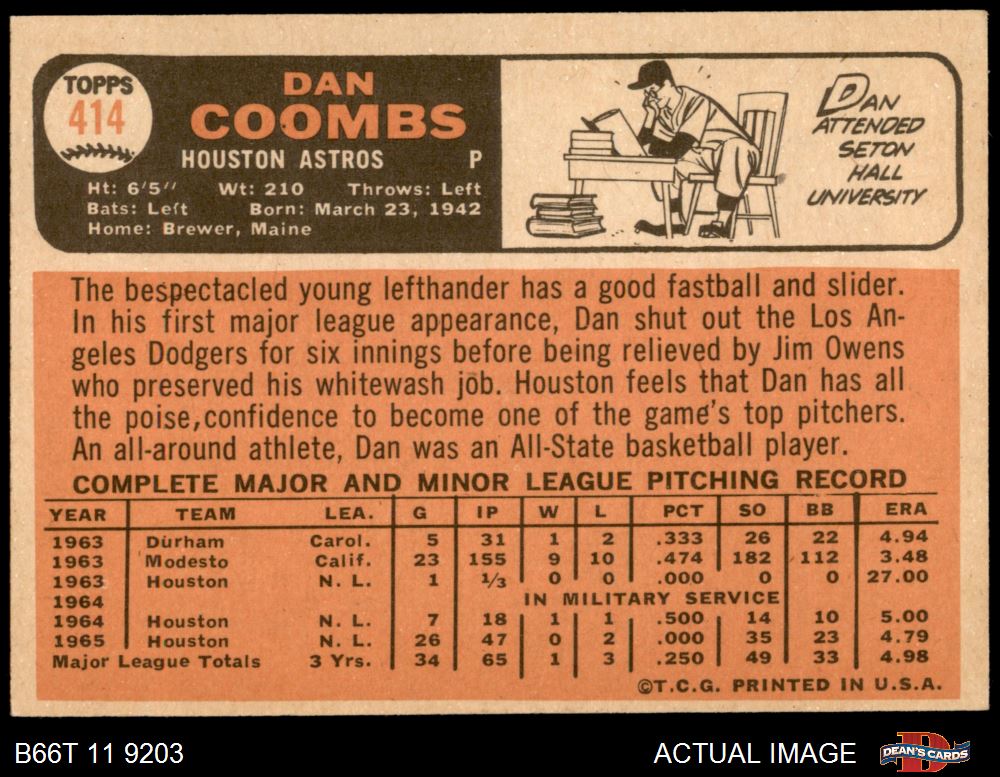 TOPPS
414
DAN
COOMBS
HOUSTON ASTROS P
Ht: 6'5" Wt: 210 Throws: Left
Bats: Left Born: March 23, 1942
Home: Brewer, Maine
DAN
ATTENDED
SETON
HALL
UNIVERSITY
The bespectacled young lefthander has a good fastball and slider.
In his first major league appearance, Dan shut out the Los An-
geles Dodgers for six innings before being relieved by Jim Owens
who preserved his whitewash job. Houston feels that Dan has all
the poise,confidence to become one of the game's top pitchers.
An all-around athlete, Dan was an All-State basketball player.
COMPLETE MAJOR AND MINOR LEAGUE PITCHING RECORD
YEAR TEAM LEA. G IP W L PCT SO BB ERA
1963 Durham Carol. 5 31 1 2 .333 26 22 4.94
1963 Modesto Calif. 23 155 9 10 .474 182 112 3.48
1963 Houston N. L. 1 1/3 0 0 .000 0 0 27.00
1964 IN MILITARY SERVICE
1964 Houston N. L. 7 18 1 1 .500 14 10 5.00
1965 Houston N. L. 26 47 0 2 .000 35 23 4.79
Major League Totals 3 Yrs. 34 65 1 3 .250 49 33 4.98
©T.C.G. PRINTED IN U.S.A.
B66T 11 9203 ACTUAL IMAGE DEAN'S CARDS